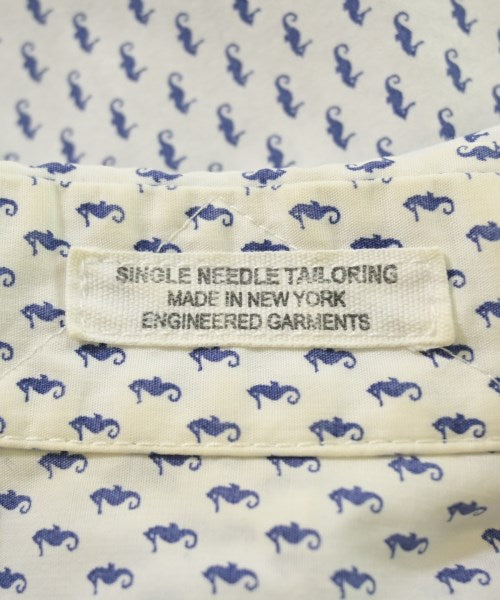 SINGLE NEEDLE TAILORING
MADE IN NEW YORK
ENGINEERED GARMENTS